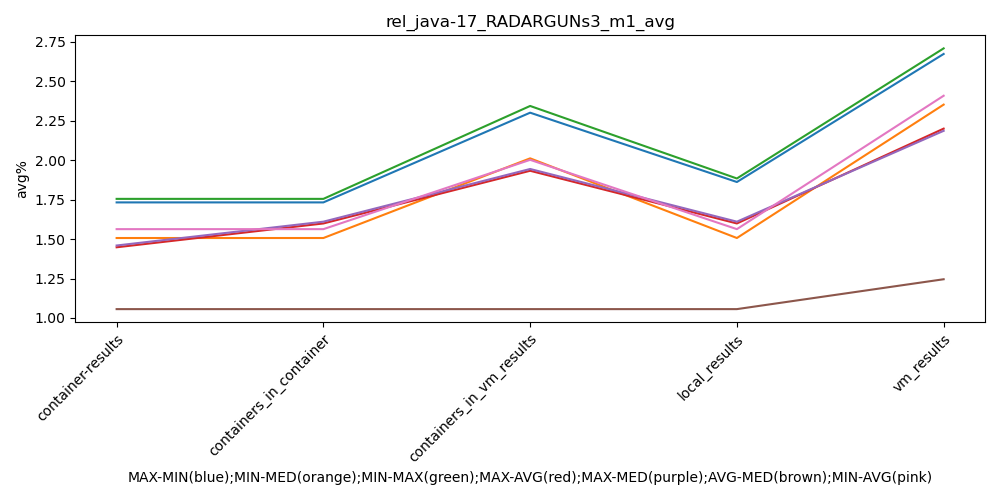 rel_java-17_RADARGUNs3_m1_avg
avg%
2.75
2.50
2.25
2.00
1.75
1.50
1.25
1.00
container-results
containers_in_container
containers_in_vm_results
local_results
vm_results
MAX-MIN(blue);MIN-MED(orange);MIN-MAX(green);MAX-AVG(red);MAX-MED(purple);AVG-MED(brown);MIN-AVG(pink)